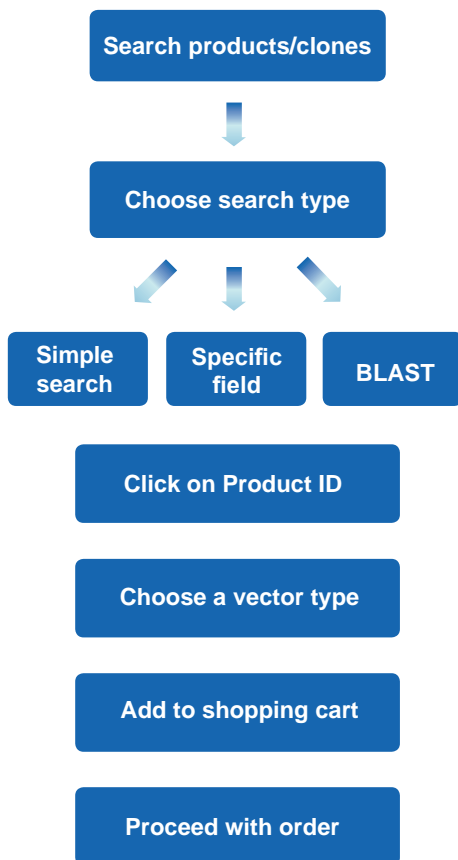 Search products/clones
Choose search type
Simple
search
Specific
field
BLAST
Click on Product ID
Choose a vector type
Add to shopping cart
Proceed with order